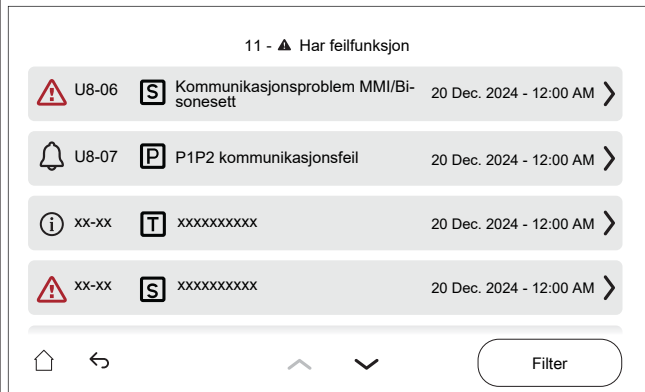 11 - Har feilfunksjon
U8-06 S Kommunikasjonsproblem MMI/Bi-
sonesett 20 Dec. 2024 - 12:00 AM
U8-07 P P1P2 kommunikasjonsfeil 20 Dec. 2024 - 12:00 AM
xx-xx T xxxxxxxxxx 20 Dec. 2024 - 12:00 AM
xx-xx S xxxxxxxxxx 20 Dec. 2024 - 12:00 AM
Filter